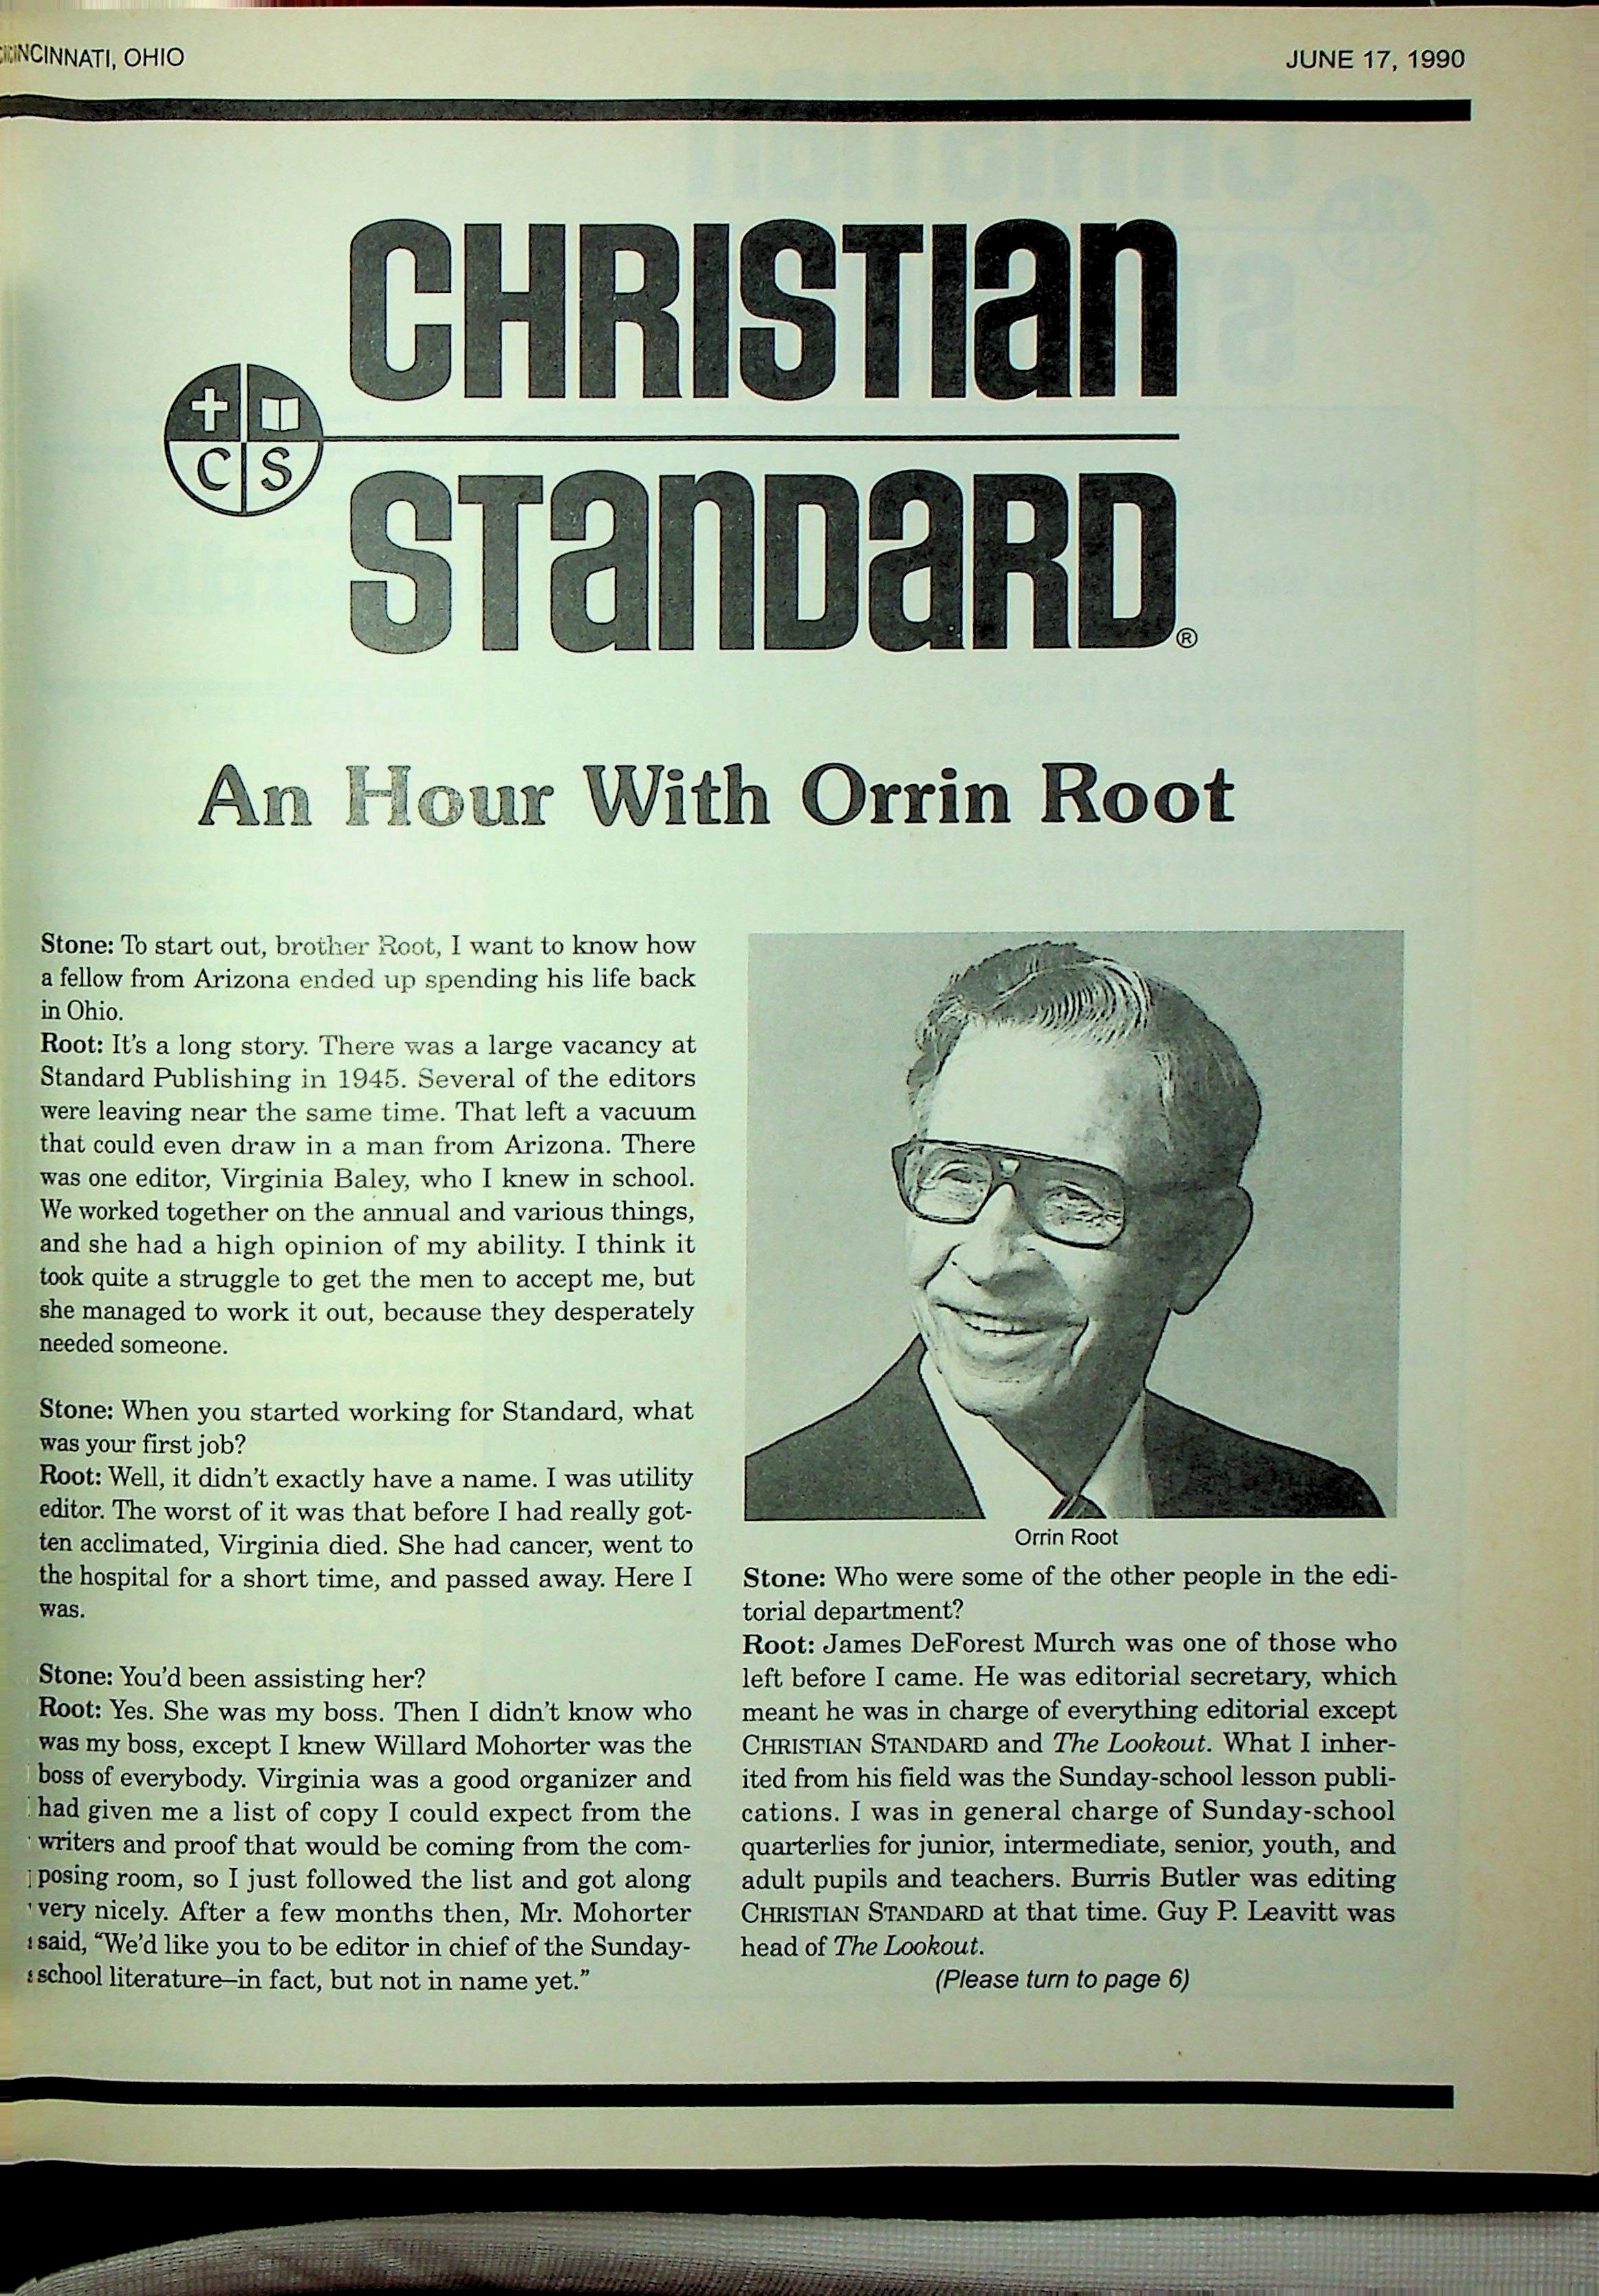 CINCINNATI, OHIO
JUNE 17, 1990
CHRISTIAN
C S
STANDARD®
An Hour With Orrin Root
Stone: To start out, brother Root, I want to know how
a fellow from Arizona ended up spending his life back
in Ohio.
Root: It's a long story. There was a large vacancy at
Standard Publishing in 1945. Several of the editors
were leaving near the same time. That left a vacuum
that could even draw in a man from Arizona. There
was one editor, Virginia Baley, who I knew in school.
We worked together on the annual and various things,
and she had a high opinion of my ability. I think it
took quite a struggle to get the men to accept me, but
she managed to work it out, because they desperately
needed someone.
Stone: When you started working for Standard, what
was your first job?
Root: Well, it didn't exactly have a name. I was utility
editor. The worst of it was that before I had really got-
ten acclimated, Virginia died. She had cancer, went to
the hospital for a short time, and passed away. Here I
was.
Stone: You'd been assisting her?
Root: Yes. She was my boss. Then I didn't know who
was my boss, except I knew Willard Mohorter was the
boss of everybody. Virginia was a good organizer and
had given me a list of copy I could expect from the
writers and proof that would be coming from the com-
posing room, so I just followed the list and got along
very nicely. After a few months then, Mr. Mohorter
said, "We'd like you to be editor in chief of the Sunday-
school literature—in fact, but not in name yet."
Orrin Root
Stone: Who were some of the other people in the edi-
torial department?
Root: James DeForest Murch was one of those who
left before I came. He was editorial secretary, which
meant he was in charge of everything editorial except
CHRISTIAN STANDARD and The Lookout. What I inher-
ited from his field was the Sunday-school lesson publi-
cations. I was in general charge of Sunday-school
quarterlies for junior, intermediate, senior, youth, and
adult pupils and teachers. Burris Butler was editing
CHRISTIAN STANDARD at that time. Guy P. Leavitt was
head of The Lookout.
(Please turn to page 6)